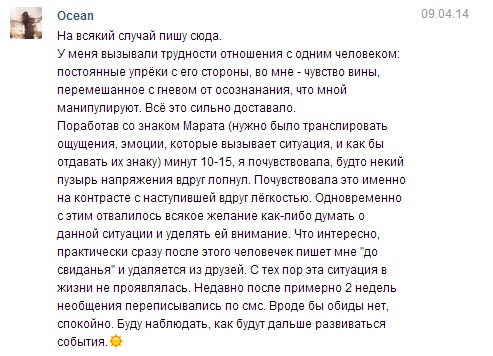 Ocean
09.04.14
На всякий случай пишу сюда.
У меня вызывали трудности отношения с одним человеком:
постоянные упрёки с его стороны, во мне - чувство вины,
перемешанное с гневом от осознанания, что мной
манипулируют. Всё это сильно доставало.
Поработав со знаком Марата (нужно было транслировать
ощущения, эмоции, которые вызывает ситуация, и как бы
отдавать их знаку) минут 10-15, я почувствовала, будто некий
пузырь напряжения вдруг лопнул. Почувствовала это именно
на контрасте с наступившей вдруг лёгкостью. Одновременно
с этим отвалилось всякое желание как-либо думать о
данной ситуации и уделять ей внимание. Что интересно,
практически сразу после этого человечек пишет мне "до
свиданья" и удаляется из друзей. С тех пор эта ситуация в
жизни не проявлялась. Недавно после примерно 2 недель
необщения переписывались по смс. Вроде бы обиды нет,
спокойно. Буду наблюдать, как будут дальше развиваться
события.